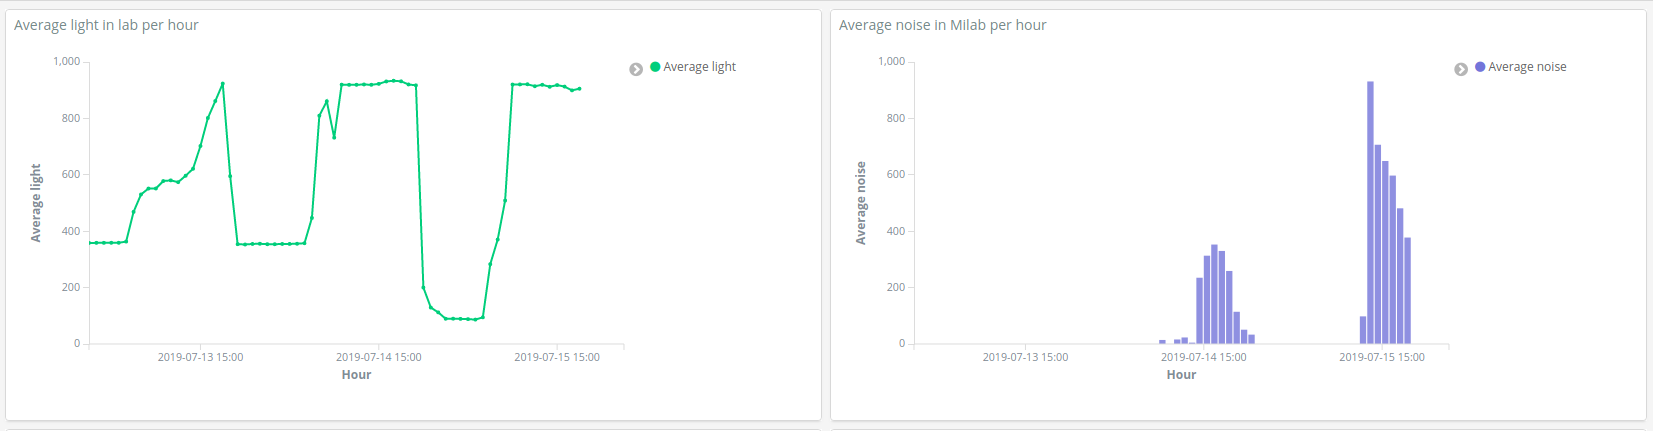 Average light in lab per hour
1,000
800
600
400
200
0
Average light
2019-07-13 15:00
2019-07-14 15:00
2019-07-15 15:00
Hour
Average light
Average noise in Milab per hour
1,000
800
600
400
200
0
Average noise
2019-07-13 15:00
2019-07-14 15:00
2019-07-15 15:00
Hour
Average noise